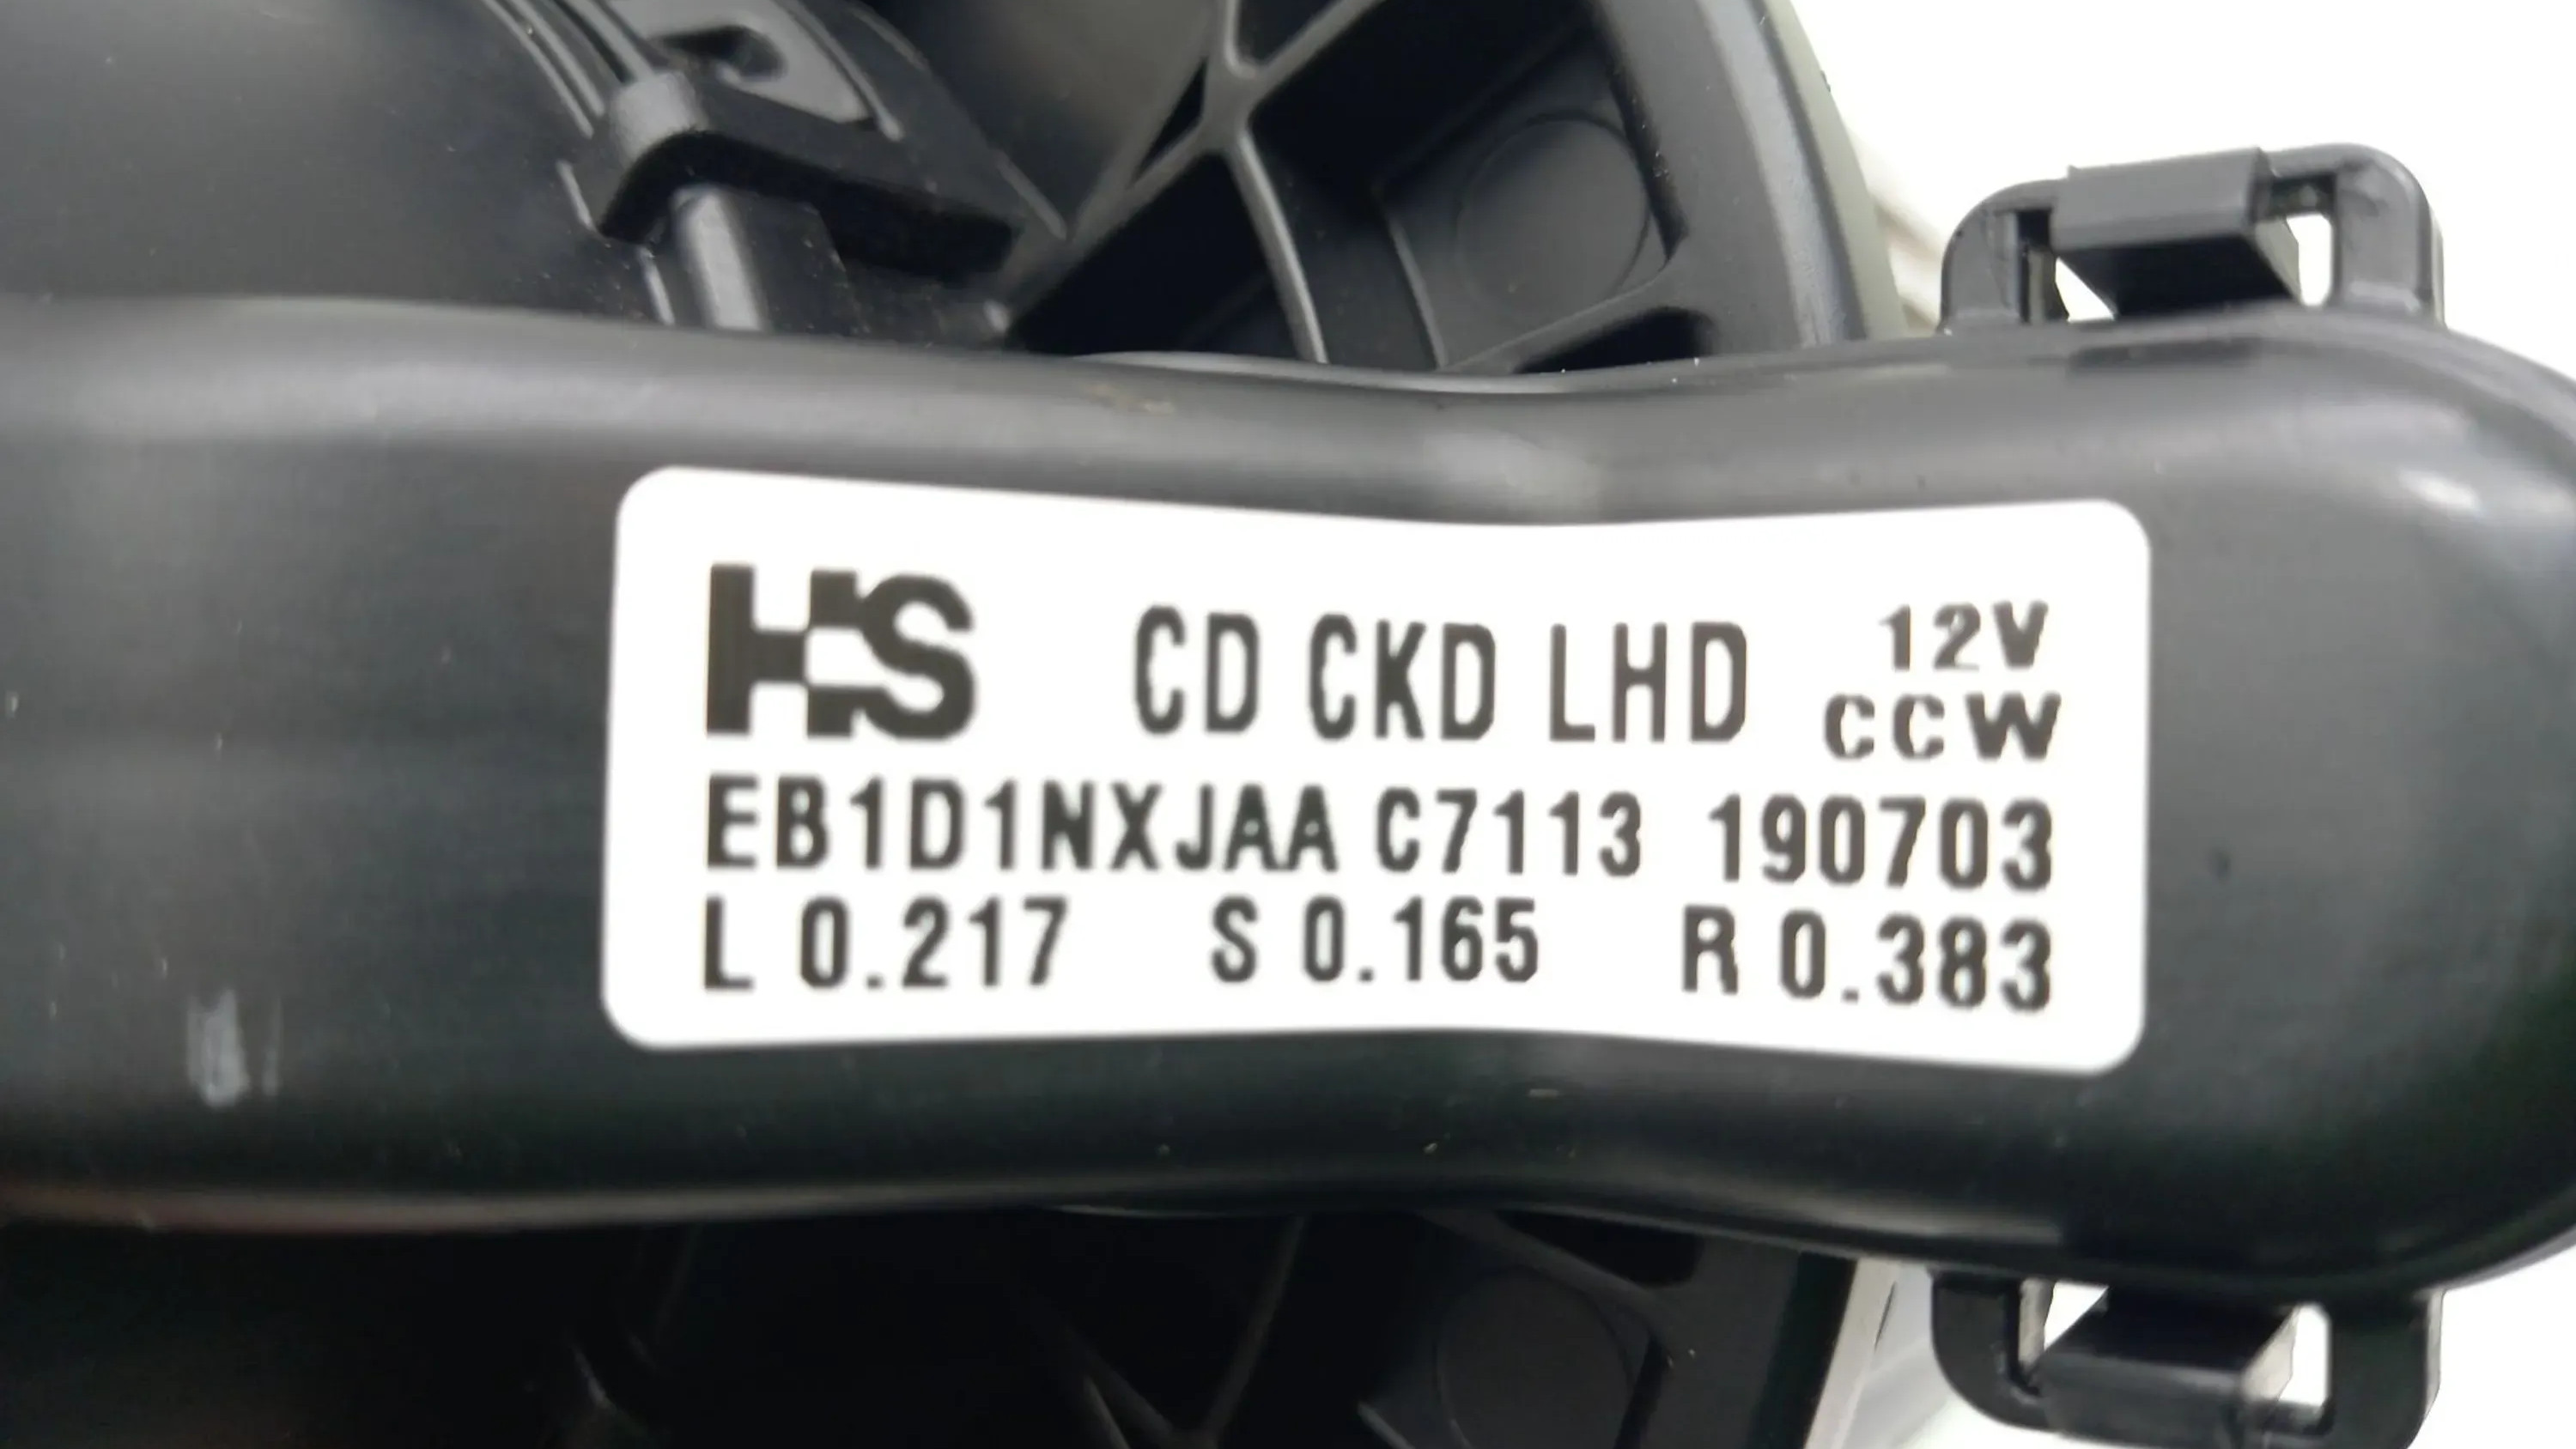 HS CD CKD LHD 12V
CCW
EB1D1NXJAA C7113 190703
L 0.217 S 0.165 R 0.383